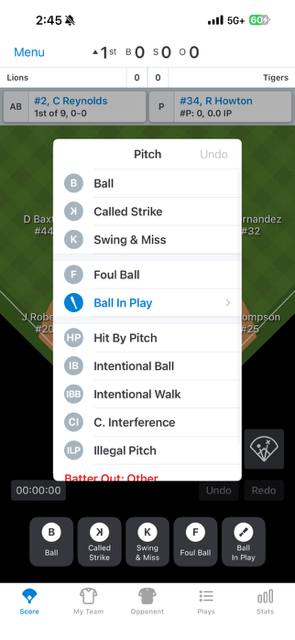 2:45 5G+ 60
Menu 1st B 0 S 0 O 0
Lions 0 0 Tigers
AB #2, C Reynolds P #34, R Howton
1st of 9, 0-0 #P: 0, 0.0 IP
Pitch Undo
B Ball
K Called Strike
K Swing & Miss
F Foul Ball
Ball In Play
HP Hit By Pitch
IB Intentional Ball
IBB Intentional Walk
CI C. Interference
ILP Illegal Pitch
Batter Out: Other
D Baxt rnandez
#44 #32
J Robe ompson
#20 #25
00:00:00 Undo Redo
B K K F
Ball Called Strike Swing & Miss Foul Ball Ball In Play
Score My Team Opponent Plays Stats